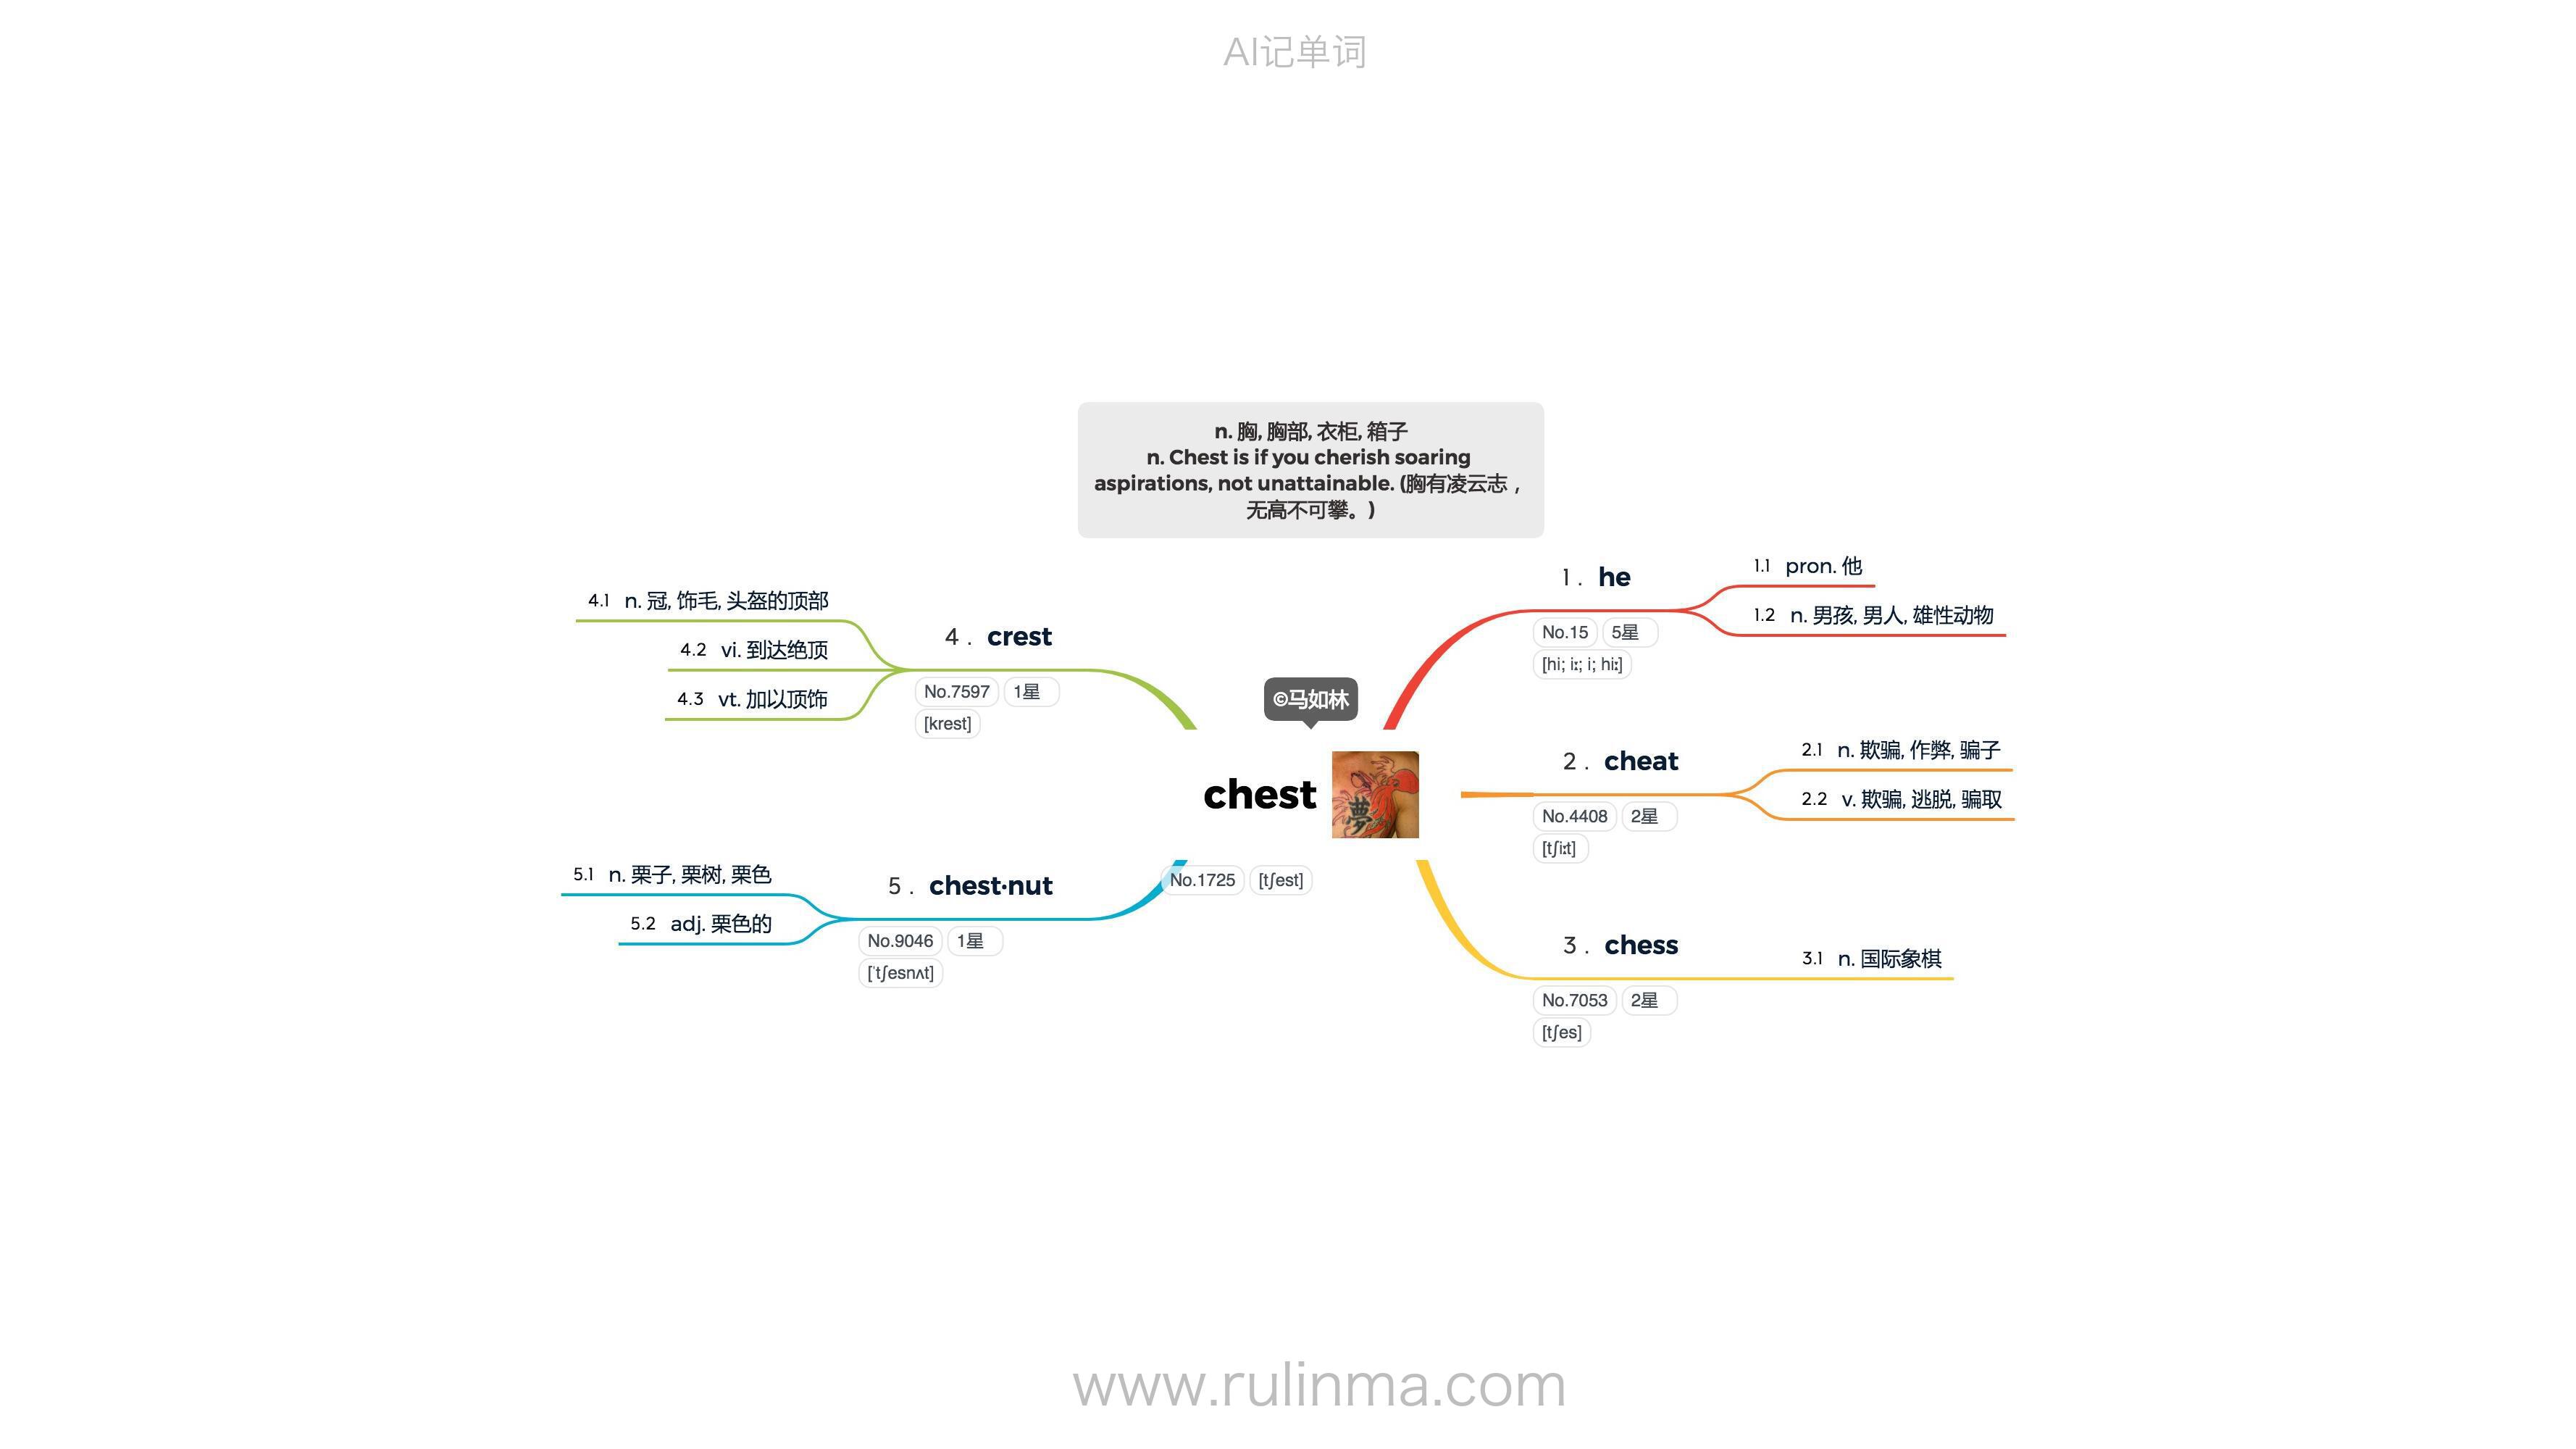 AI记单词
n. 胸, 胸部, 衣柜, 箱子
n. Chest is if you cherish soaring
aspirations, not unattainable. (胸有凌云志，
无高不可攀。)
©马如林
chest
夢
No.1725 [tʃest]
1 . he
No.15 5星
[hi; iː; i; hiː]
1.1 pron. 他
1.2 n. 男孩, 男人, 雄性动物
2 . cheat
No.4408 2星
[tʃiːt]
2.1 n. 欺骗, 作弊, 骗子
2.2 v. 欺骗, 逃脱, 骗取
3 . chess
No.7053 2星
[tʃes]
3.1 n. 国际象棋
4 . crest
No.7597 1星
[krest]
4.1 n. 冠, 饰毛, 头盔的顶部
4.2 vi. 到达绝顶
4.3 vt. 加以顶饰
5 . chest·nut
No.9046 1星
[ˈtʃesnʌt]
5.1 n. 栗子, 栗树, 栗色
5.2 adj. 栗色的
www.rulinma.com